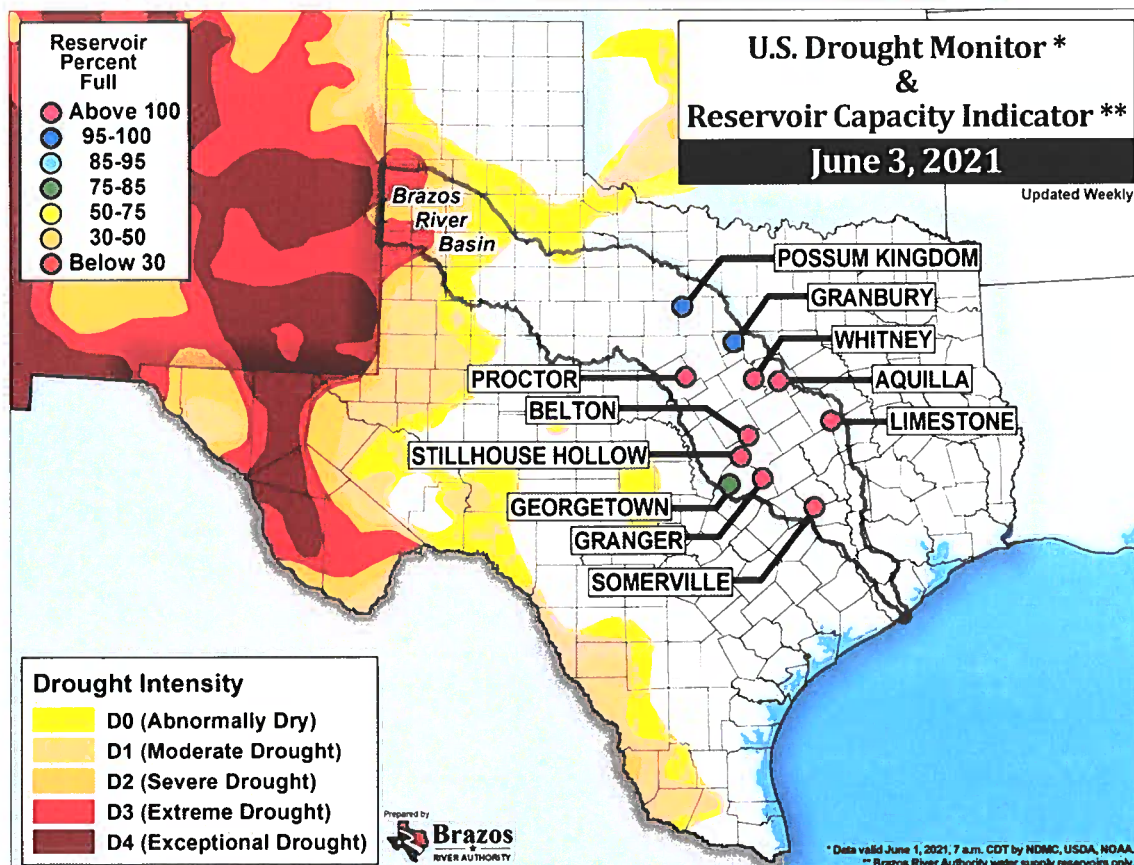 Reservoir
Percent
Full
Above 100
95-100
85-95
75-85
50-75
30-50
Below 30
U.S. Drought Monitor *
&
Reservoir Capacity Indicator **
June 3, 2021
Updated Weekly
Brazos
River
Basin
POSSUM KINGDOM
GRANBURY
WHITNEY
PROCTOR
AQUILLA
BELTON
LIMESTONE
STILLHOUSE HOLLOW
GEORGETOWN
GRANGER
SOMERVILLE
Drought Intensity
D0 (Abnormally Dry)
D1 (Moderate Drought)
D2 (Severe Drought)
D3 (Extreme Drought)
D4 (Exceptional Drought)
Prepared by
Brazos
RIVER AUTHORITY
* Data valid June 1, 2021, 7 a.m. CDT by NDMC, USDA, NOAA.
** Brazos River Authority water supply reservoirs only